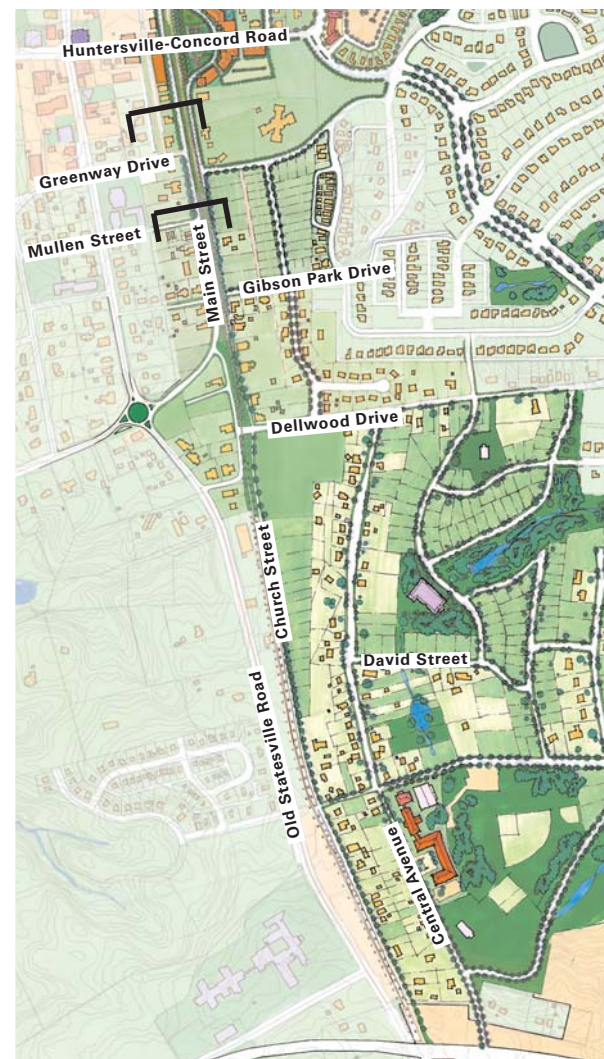 Huntersville-Concord Road
Greenway Drive
Mullen Street
Main Street
Gibson Park Drive
Dellwood Drive
Church Street
David Street
Old Statesville Road
Central Avenue